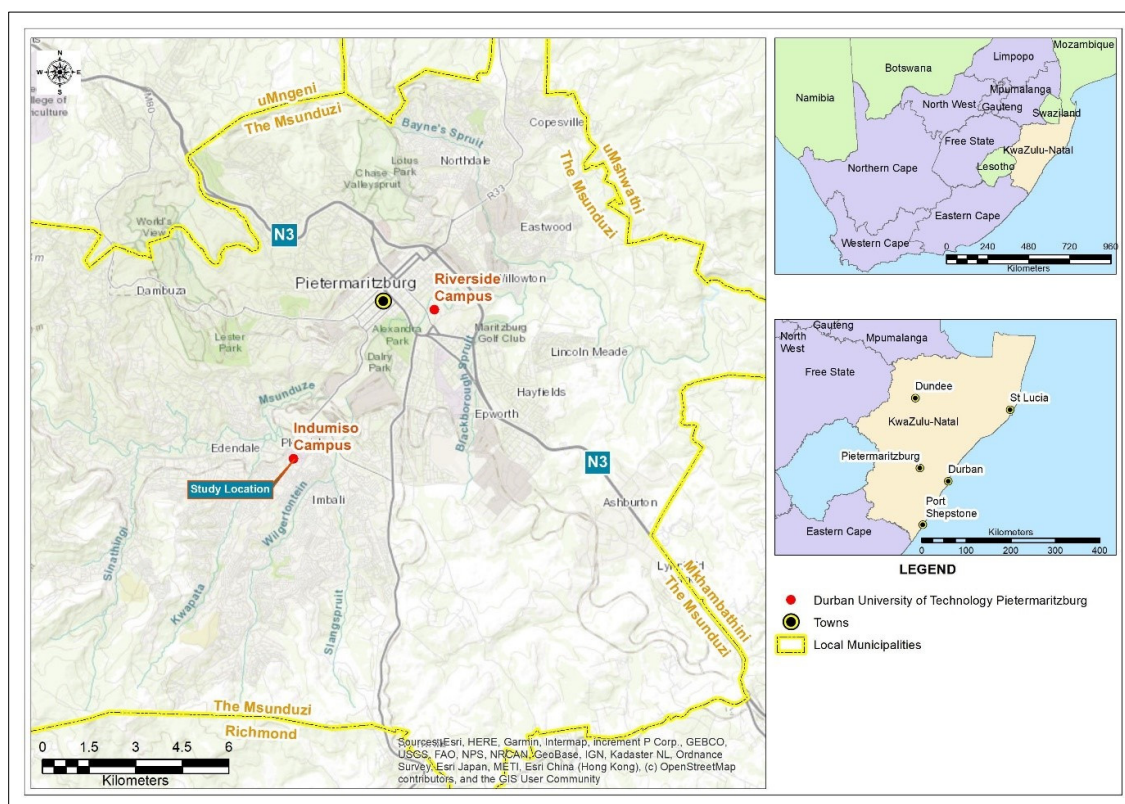 N
W
E
S
M80
ollege of
uMngeni
The Msunduzi
Bayne's Spruit
Copesville
Lotus
Park
Chase
Valleyspruit
Northdale
R33
uMshwathi
The Msunduzi
World's
View
N3
Eastwood
Dambuza
Pietermaritzburg
Riverside
Campus
Willowton
Lester
Park
Alexandra
Park
Maritzburg
Golf Club
Dalry
Park
Lincoln Meade
Msunduze
Blackborough Spruit
Hayfields
Epworth
Indumiso
Campus
Edendale
N3
Study Location
Imbali
Wilgerfontein
Ashburton
Sinathingi
Kwapata
Slangspruit
Mkhambathini
The Msunduzi
The Msunduzi
Richmond
0 1.5 3 4.5 6
Kilometers
Sources: Esri, HERE, Garmin, Intermap, increment P Corp., GEBCO,
USGS, FAO, NPS, NRCAN, GeoBase, IGN, Kadaster NL, Ordnance
Survey, Esri Japan, METI, Esri China (Hong Kong), (c) OpenStreetMap
contributors, and the GIS User Community
Mozambique
Limpopo
Botswana
Namibia
Mpumalanga
North West
Gauteng
Swaziland
Free State
KwaZulu-Natal
Lesotho
Northern Cape
Eastern Cape
Western Cape
0 240 480 720 960
Kilometers
North
West
Gauteng
Mpumalanga
Free State
Dundee
St Lucia
KwaZulu-Natal
Pietermaritzburg
Durban
Port
Shepstone
Eastern Cape
Kilometers
0 100 200 300 400
LEGEND
Durban University of Technology Pietermaritzburg
Towns
Local Municipalities